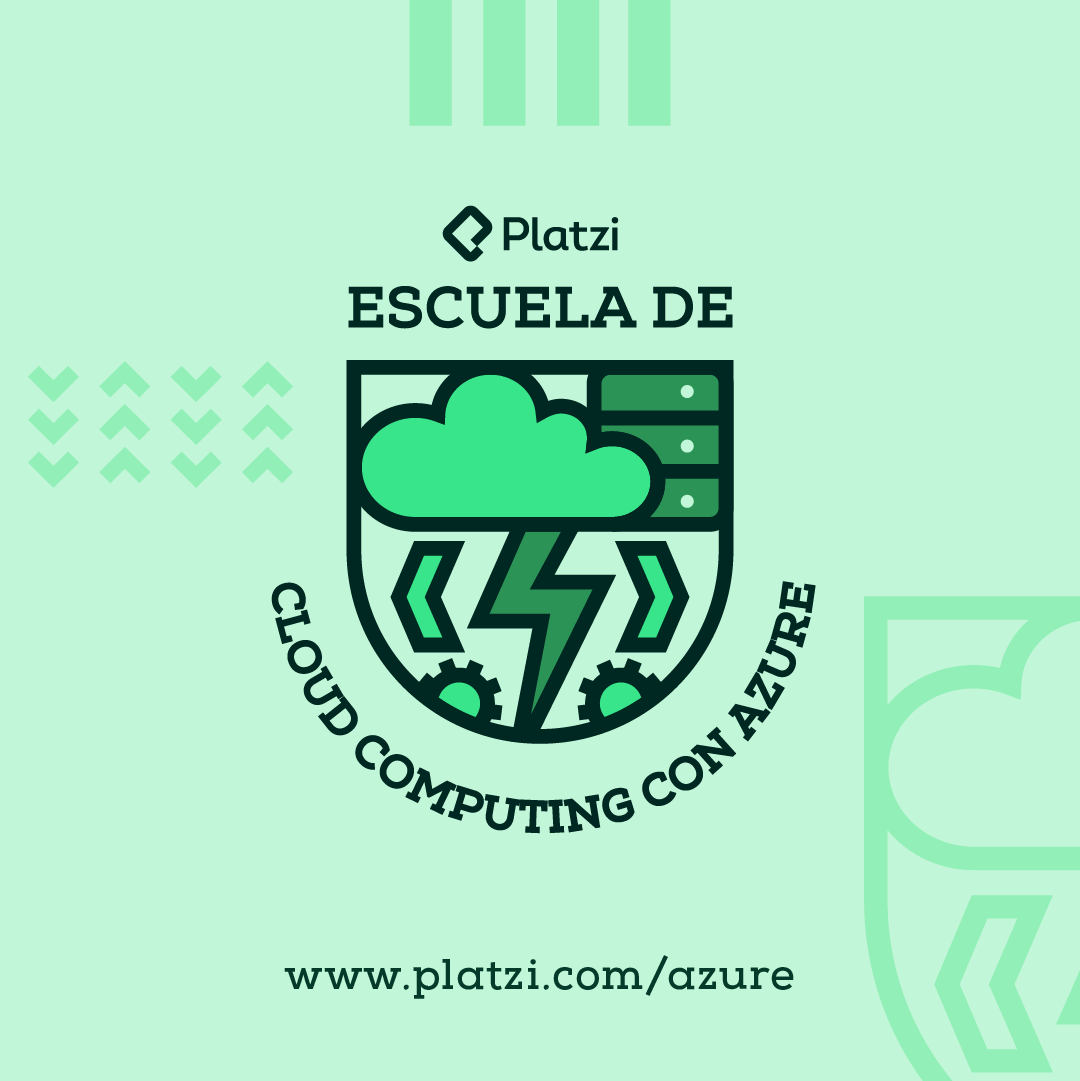 Platzi
ESCUELA DE
CLOUD COMPUTING CON AZURE
www.platzi.com/azure